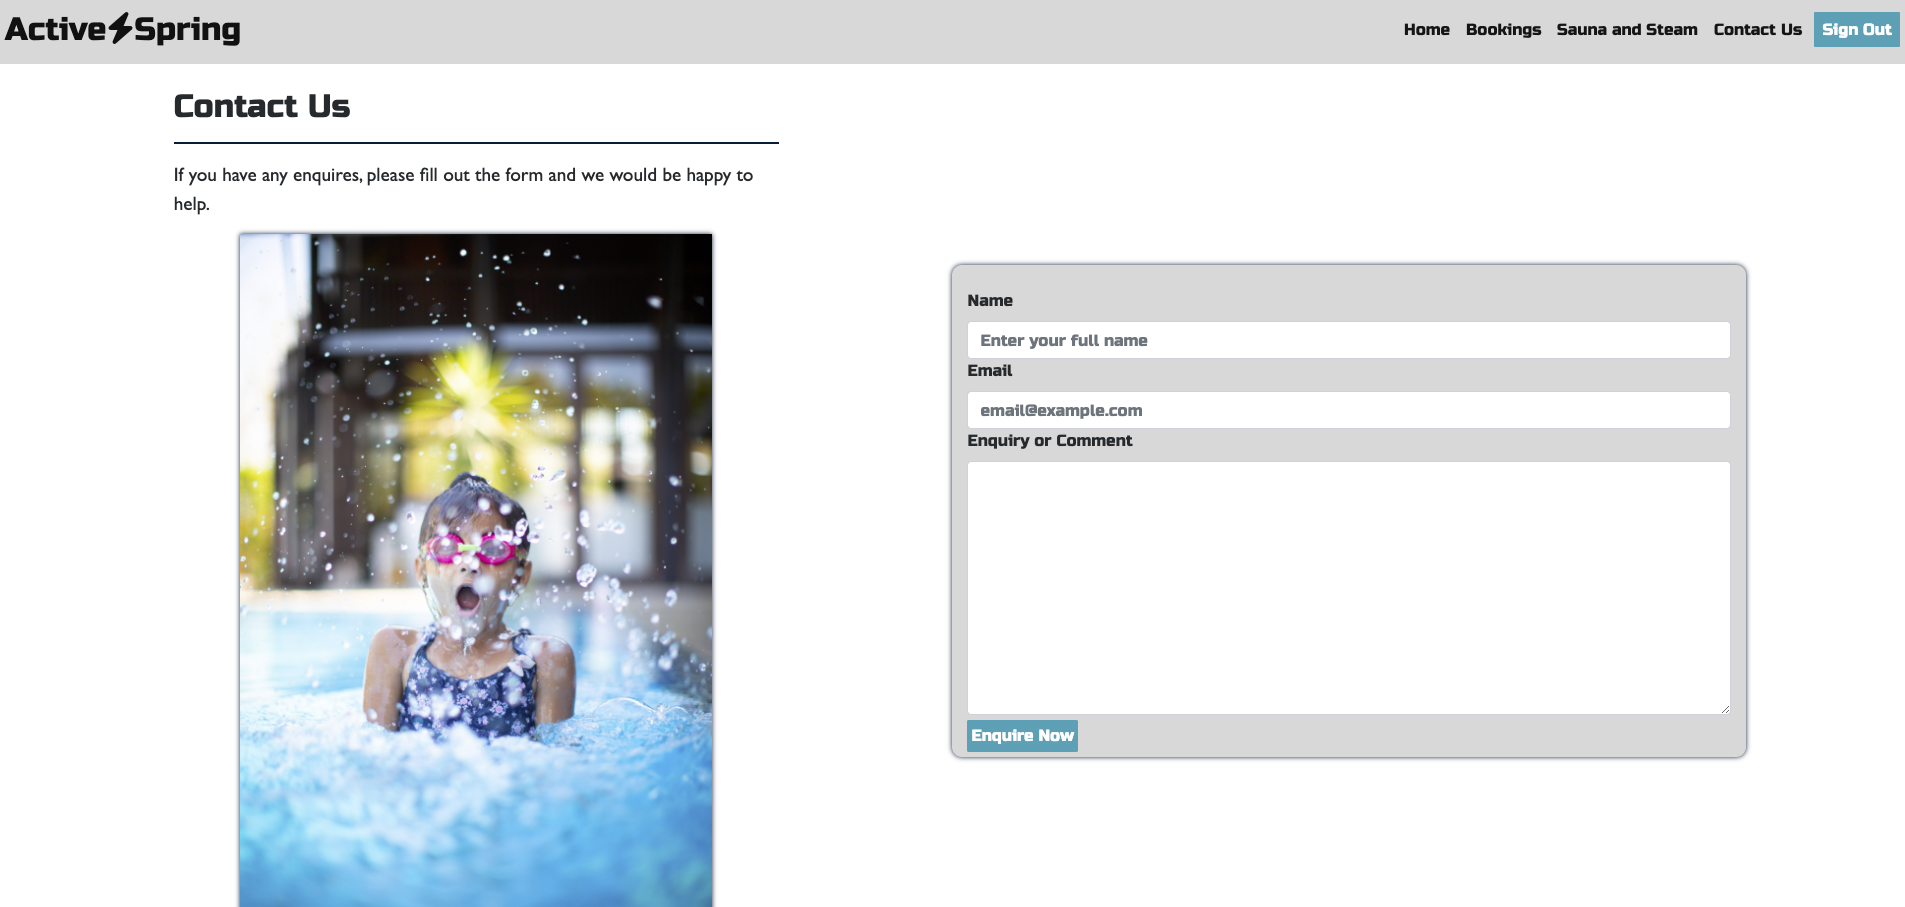 Active Spring
Home Bookings Sauna and Steam Contact Us Sign Out
Contact Us
If you have any enquires, please fill out the form and we would be happy to
help.
Name
Enter your full name
Email
email@example.com
Enquiry or Comment
Enquire Now